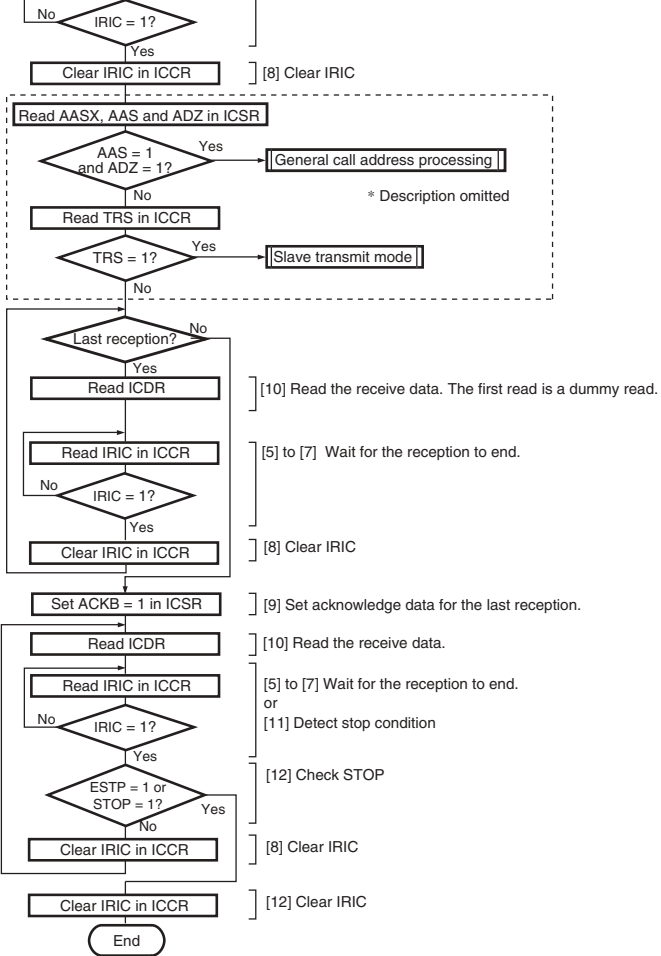 No
IRIC = 1?
Yes
Clear IRIC in ICCR
[8] Clear IRIC
Read AASX, AAS and ADZ in ICSR
AAS = 1
and ADZ = 1?
Yes
General call address processing
No
* Description omitted
Read TRS in ICCR
TRS = 1?
Yes
Slave transmit mode
No
Last reception?
No
Yes
Read ICDR
[10] Read the receive data. The first read is a dummy read.
Read IRIC in ICCR
[5] to [7]  Wait for the reception to end.
No
IRIC = 1?
Yes
Clear IRIC in ICCR
[8] Clear IRIC
Set ACKB = 1 in ICSR
[9] Set acknowledge data for the last reception.
Read ICDR
[10] Read the receive data.
Read IRIC in ICCR
[5] to [7] Wait for the reception to end.
or
[11] Detect stop condition
No
IRIC = 1?
Yes
ESTP = 1 or
STOP = 1?
[12] Check STOP
Yes
No
Clear IRIC in ICCR
[8] Clear IRIC
Clear IRIC in ICCR
[12] Clear IRIC
End